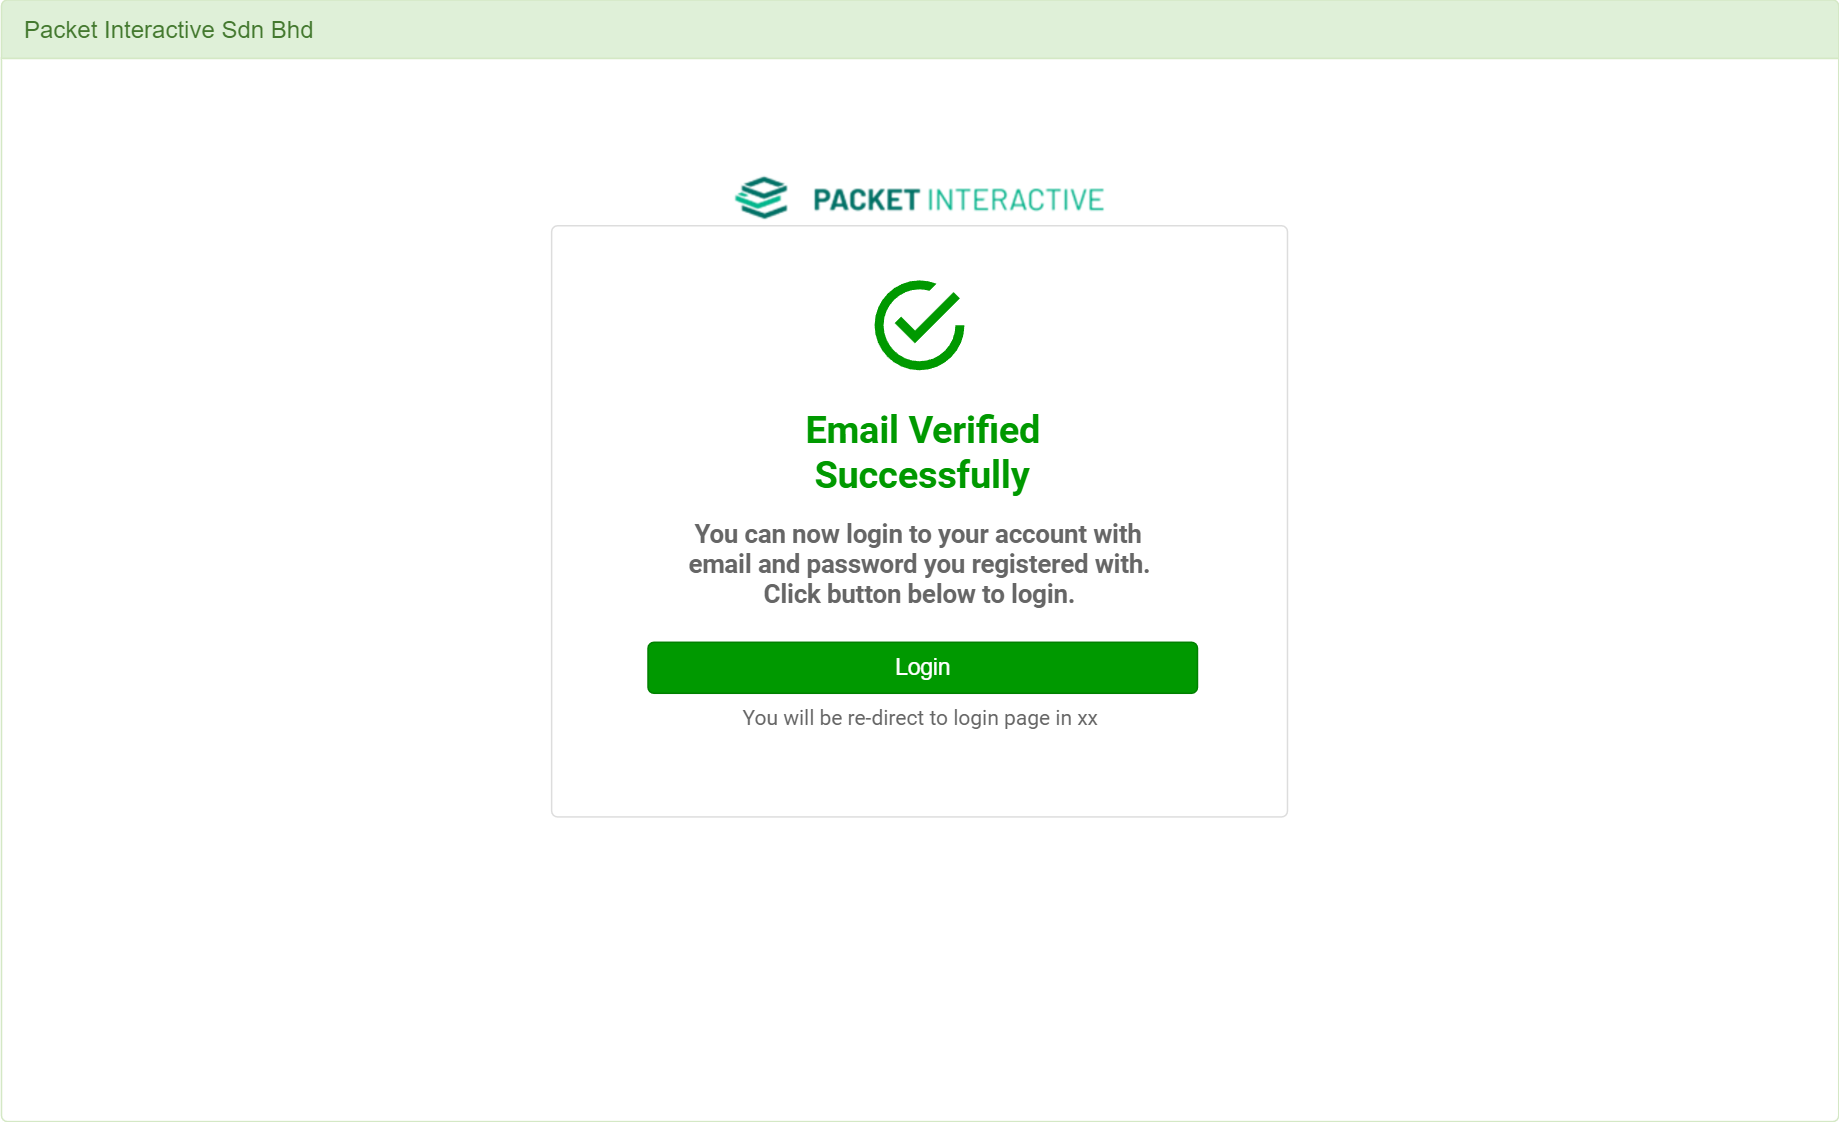 Packet Interactive Sdn Bhd
PACKET INTERACTIVE
Email Verified
Successfully
You can now login to your account with
email and password you registered with.
Click button below to login.
Login
You will be re-direct to login page in xx